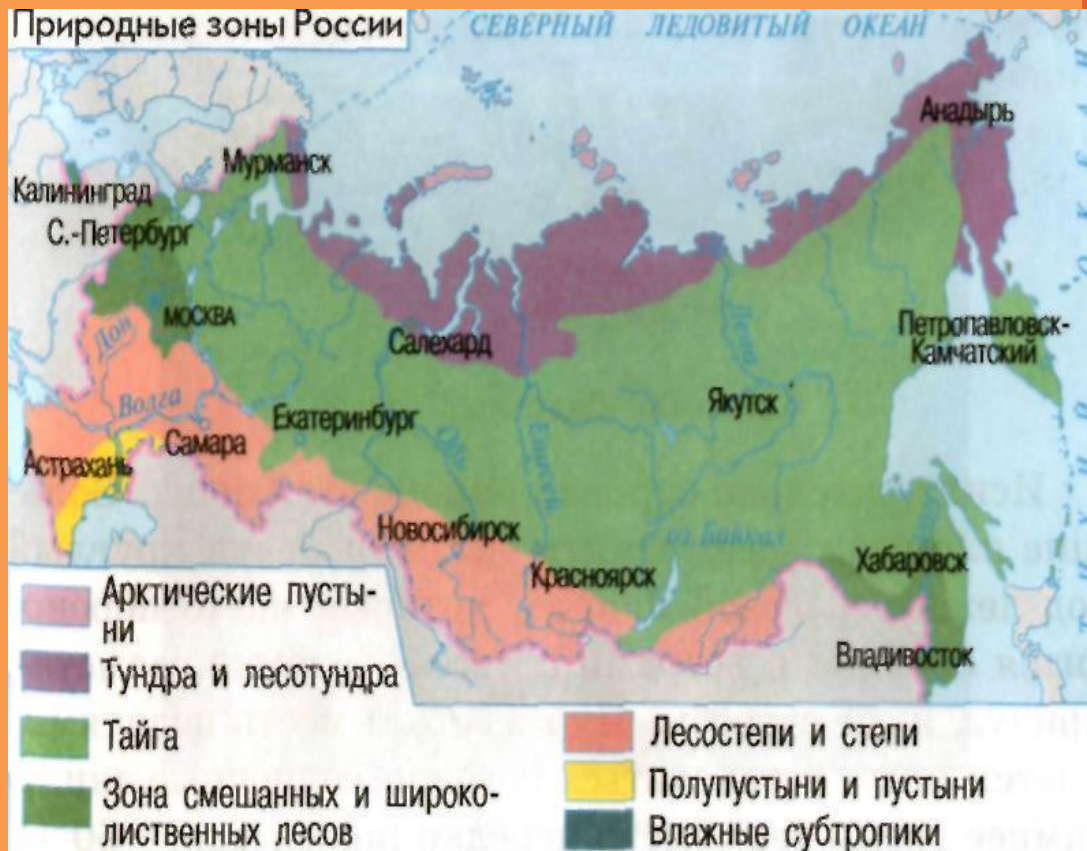 Природные зоны России
СЕВЕРНЫЙ ЛЕДОВИТЫЙ ОКЕАН
Анадырь
Мурманск
Калининград
С.-Петербург
МОСКВА
Дон
Салехард
Лена
Петропавловск-
Камчатский
Якутск
Волга
Екатеринбург
Самара
Обь
Енисей
Астрахань
Новосибирск
оз. Байкал
Красноярск
Хабаровск
Владивосток
Арктические пусты-
ни
Тундра и лесотундра
Тайга
Зона смешанных и широко-
лиственных лесов
Лесостепи и степи
Полупустыни и пустыни
Влажные субтропики